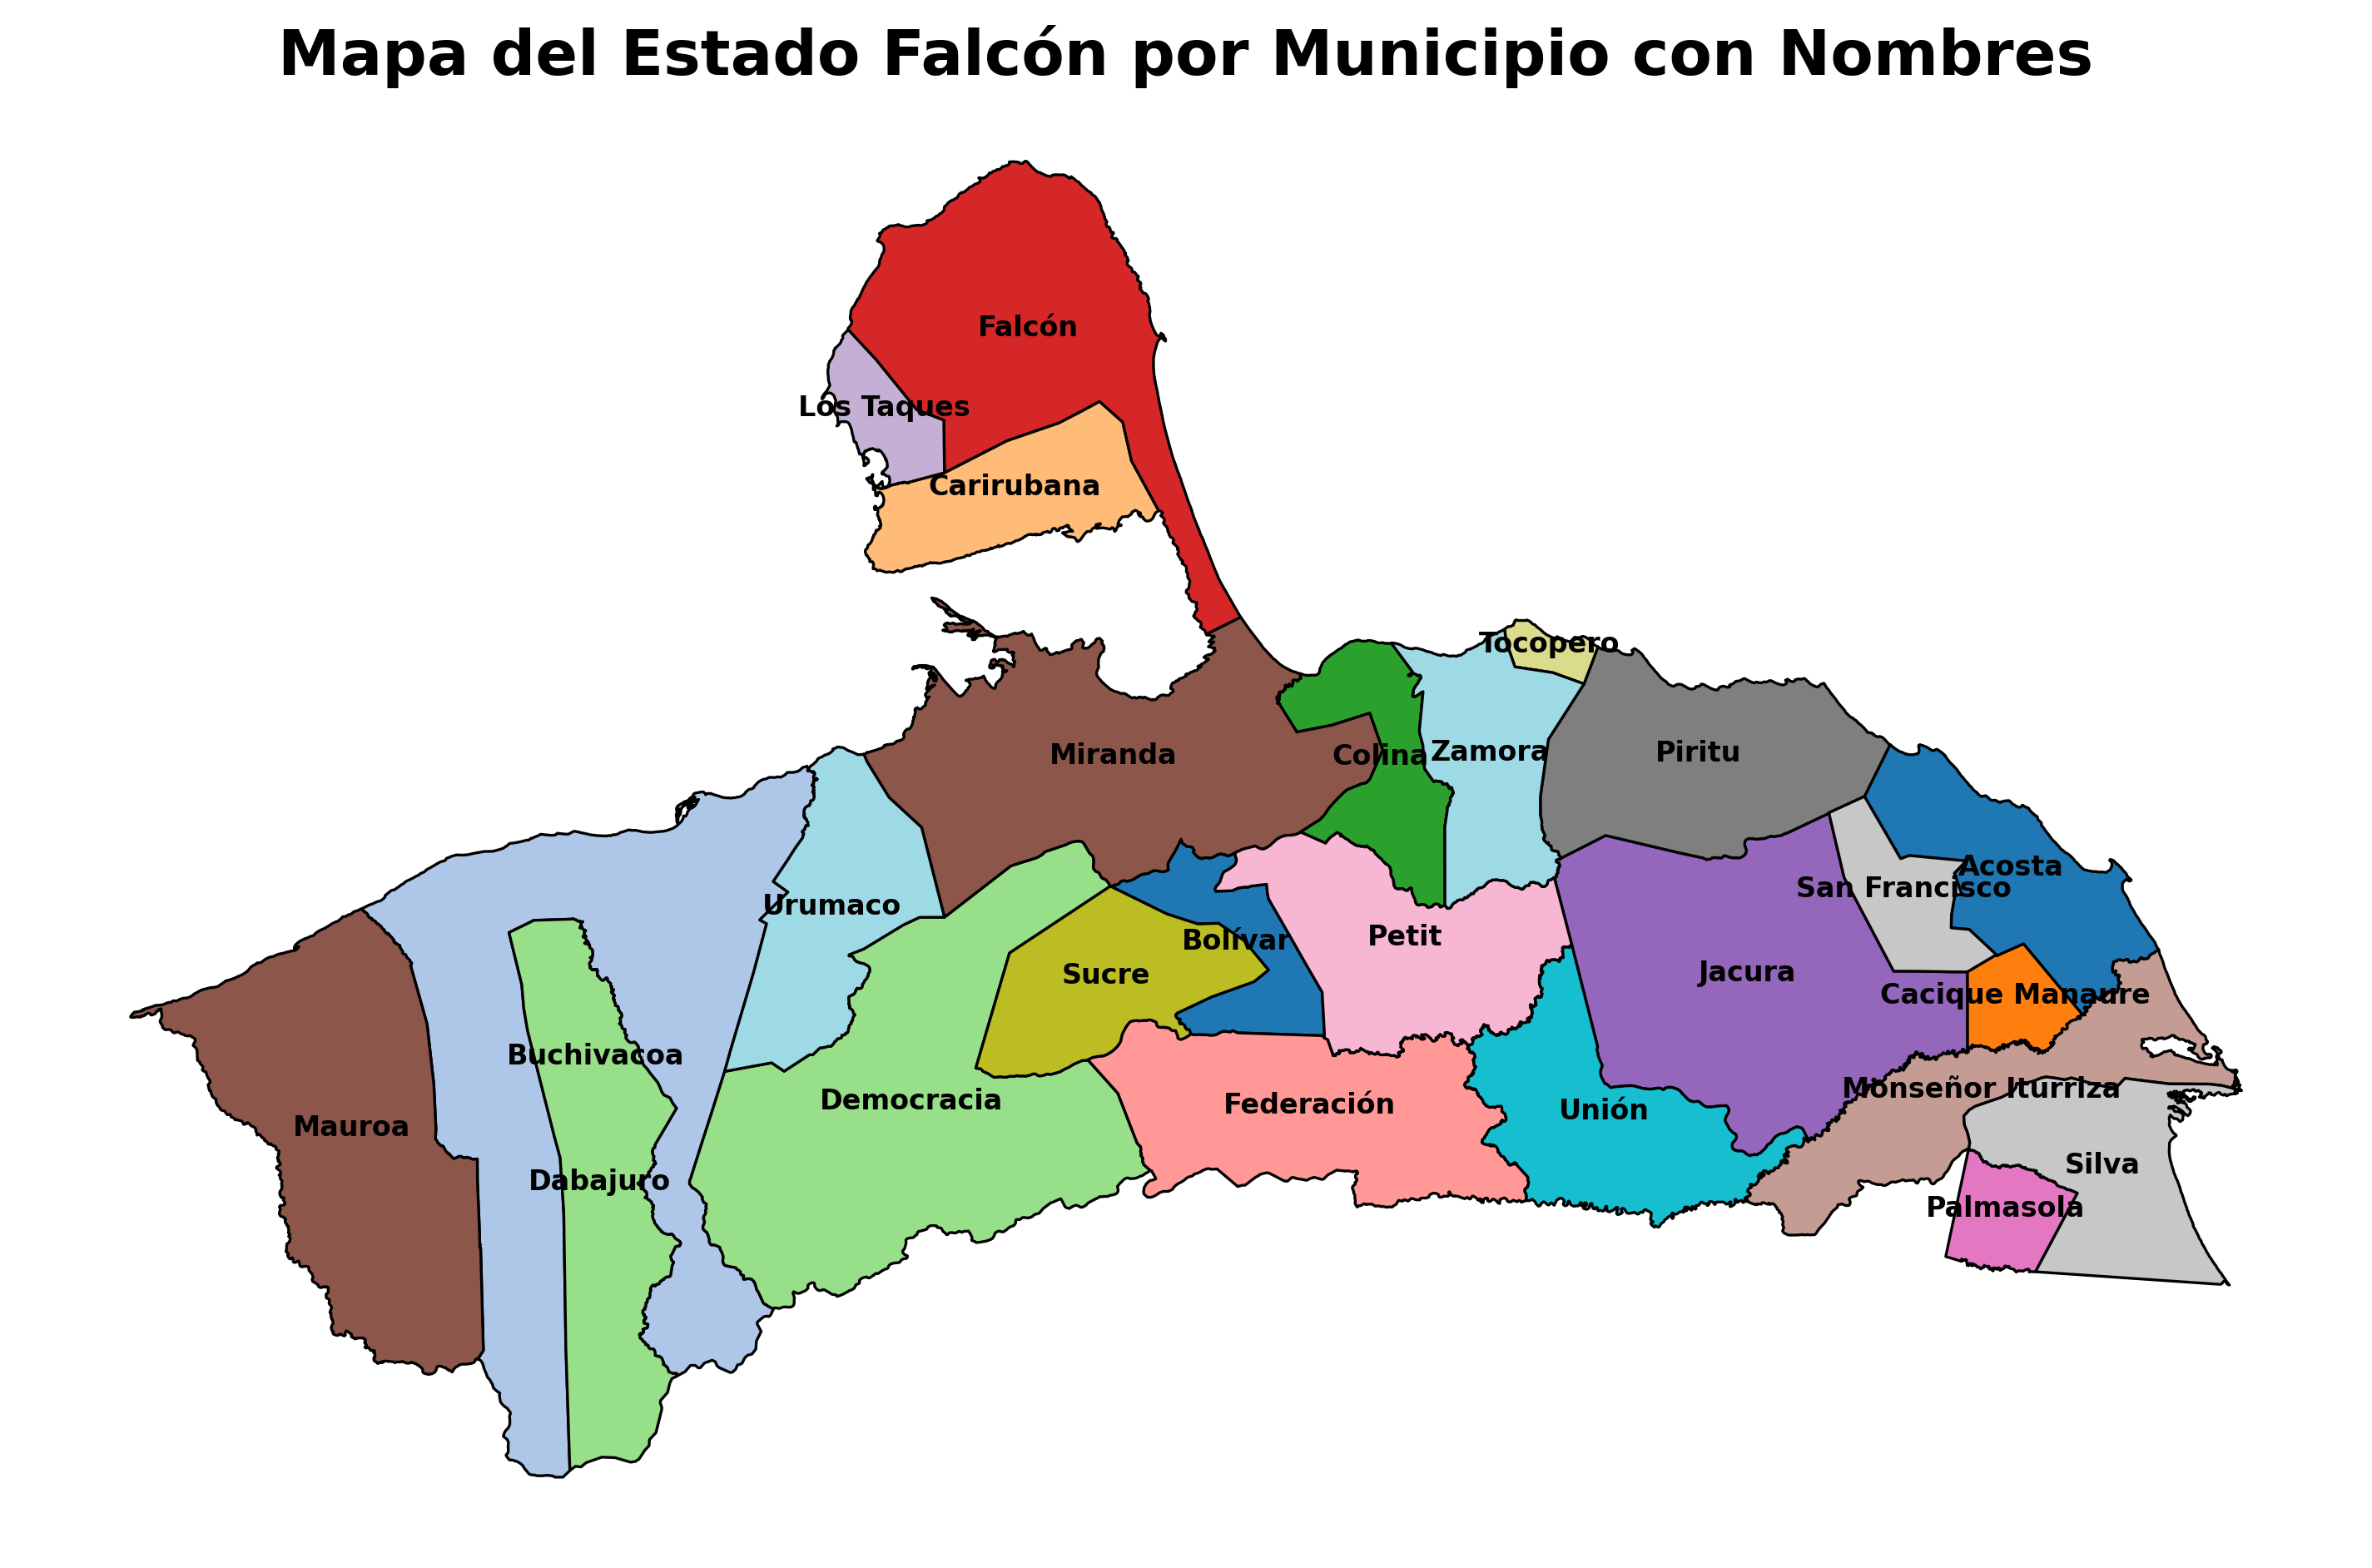 Mapa del Estado Falcón por Municipio con Nombres
Falcón
Los Taques
Carirubana
Tocopero
Miranda
Colina
Zamora
Piritu
Acosta
San Francisco
Urumaco
Bolívar
Petit
Sucre
Jacura
Cacique Manaure
Buchivacoa
Democracia
Federación
Unión
Monseñor Iturriza
Mauroa
Silva
Dabajuro
Palmasola